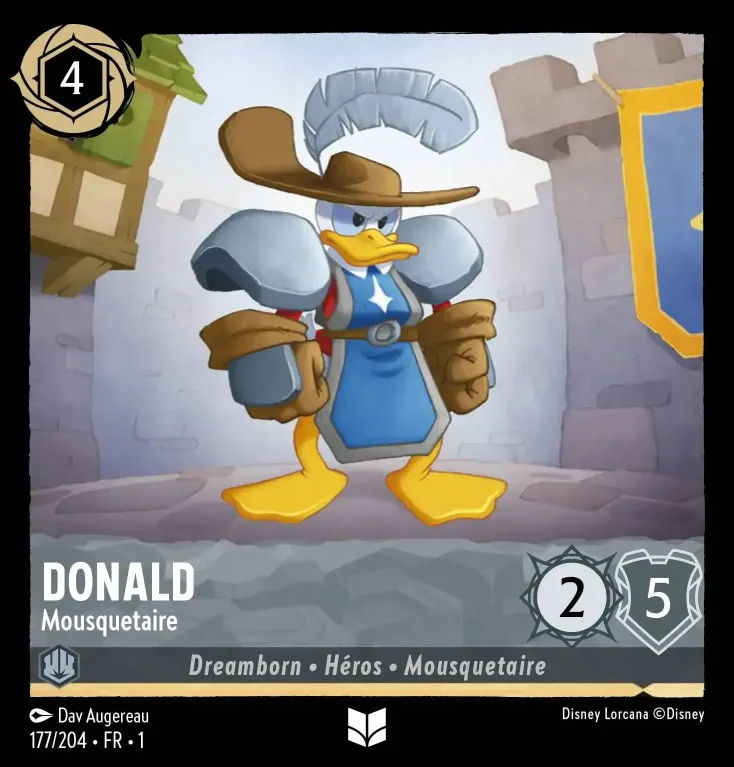 4
DONALD
Mousquetaire
2
5
Dreamborn • Héros • Mousquetaire
Dav Augereau
Disney Lorcana ©Disney
177/204 • FR • 1